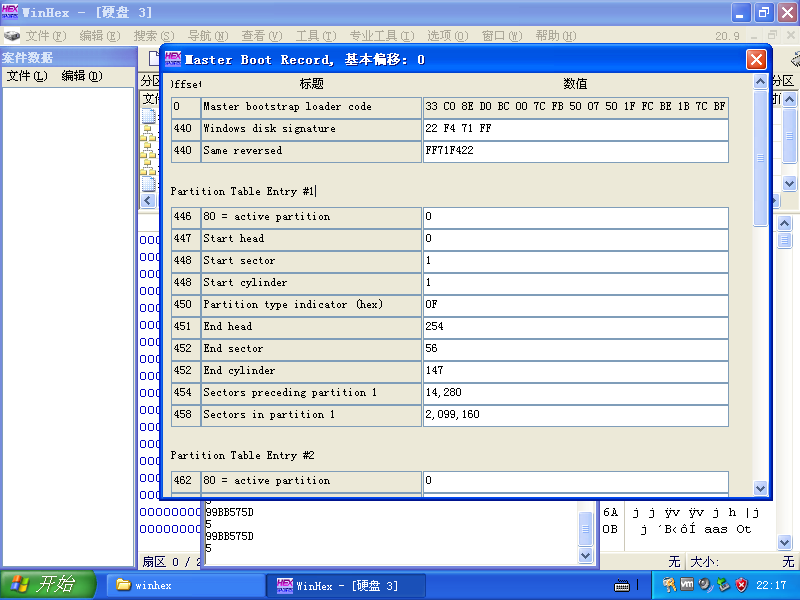 WinHex - [硬盘 3]
文件(F) 编辑(E) 搜索(S) 导航(N) 查看(V) 工具(T) 专业工具(I) 选项(O) 窗口(W) 帮助(H) 20.9
案件数据
文件(L) 编辑(D)
Master Boot Record, 基本偏移: 0
Offset 标题 数值
0 Master bootstrap loader code 33 C0 8E D0 BC 00 7C FB 50 07 50 1F FC BE 1B 7C BF
440 Windows disk signature 22 F4 71 FF
440 Same reversed FF71F422
Partition Table Entry #1
446 80 = active partition 0
447 Start head 0
448 Start sector 1
448 Start cylinder 1
450 Partition type indicator (hex) 0F
451 End head 254
452 End sector 56
452 End cylinder 147
454 Sectors preceding partition 1 14,280
458 Sectors in partition 1 2,099,160
Partition Table Entry #2
462 80 = active partition 0
5
99BB575D
5
99BB575D
5
6A j j ÿv ÿv j h |j
0B j ´B‹ôÍ aas Ot
扇区 0 / 2
无 大小: 无
开始 winhex WinHex - [硬盘 3] 22:17